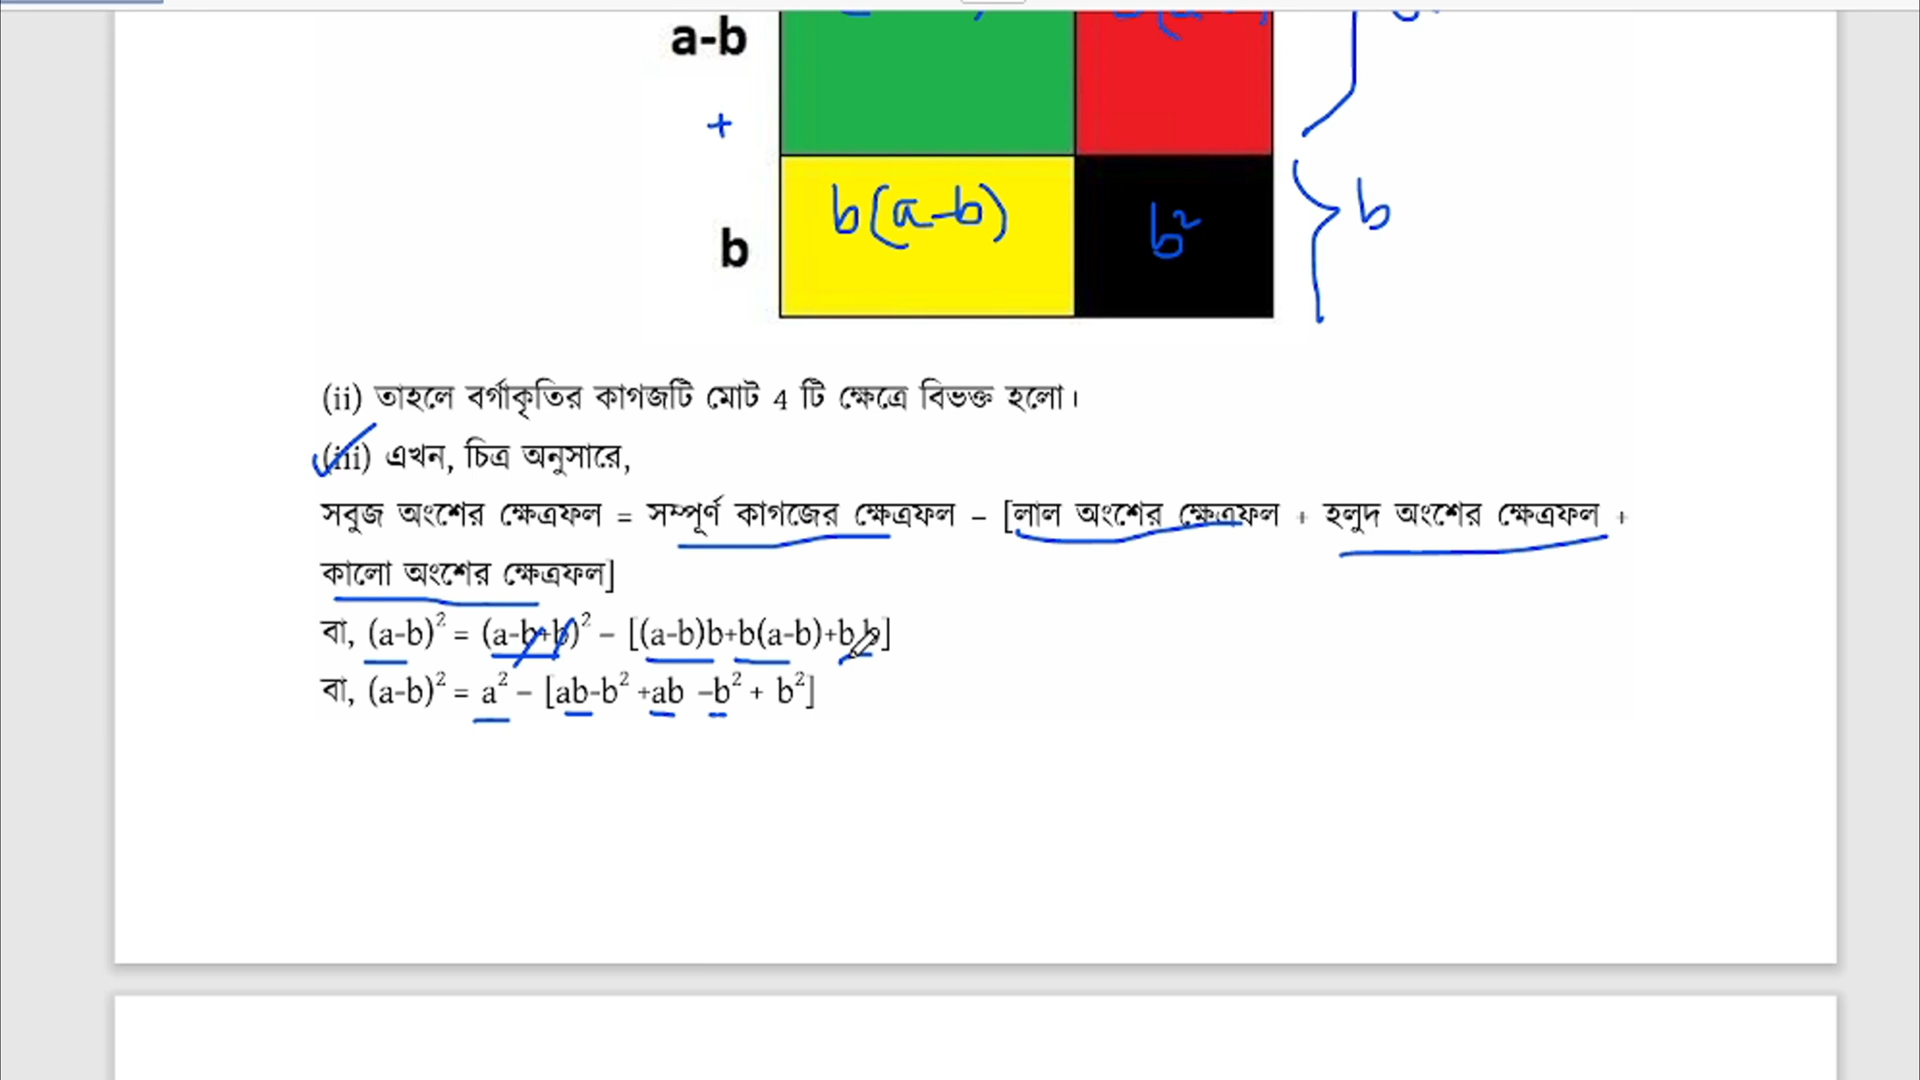 a-b
+
b(a-b) b²
b
b
(ii) তাহলে বর্গাকৃতির কাগজটি মোট 4 টি ক্ষেত্রে বিভক্ত হলো।
(iii) এখন, চিত্র অনুসারে,
সবুজ অংশের ক্ষেত্রফল = সম্পূর্ণ কাগজের ক্ষেত্রফল – [লাল অংশের ক্ষেত্রফল + হলুদ অংশের ক্ষেত্রফল +
কালো অংশের ক্ষেত্রফল]
বা, (a-b)² = (a-b+b)² – [(a-b)b+b(a-b)+b.b]
বা, (a-b)² = a² – [ab-b² +ab –b² + b²]